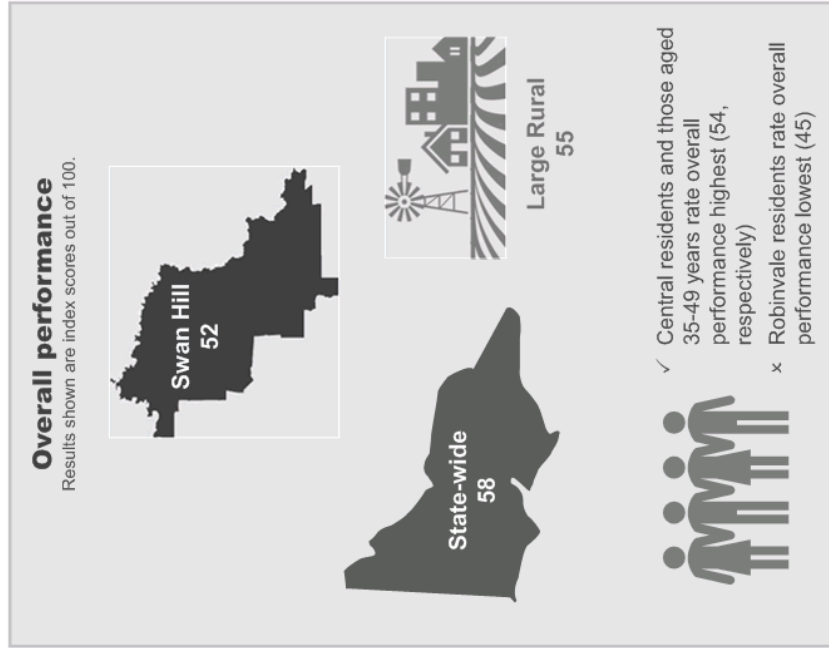 Overall performance
Results shown are index scores out of 100.
Swan Hill
52
State-wide
58
Large Rural
55
✓ Central residents and those aged
35-49 years rate overall
performance highest (54,
respectively)
× Robinvale residents rate overall
performance lowest (45)